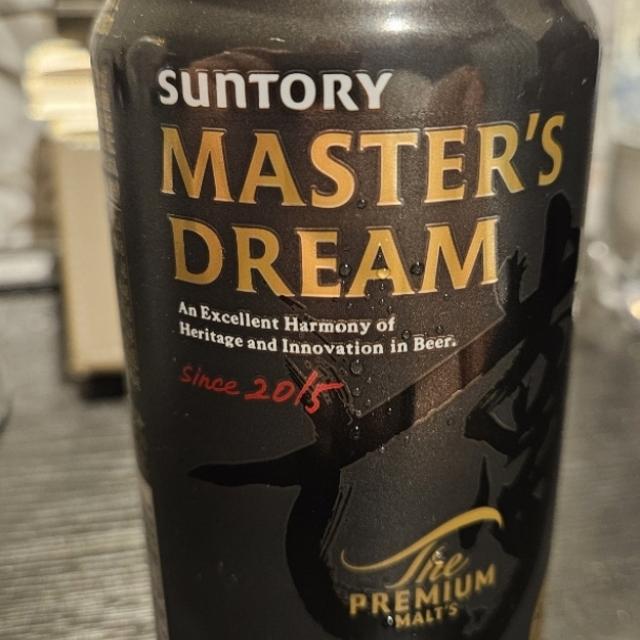 SUNTORY
MASTER'S
DREAM
An Excellent Harmony of
Heritage and Innovation in Beer.
since 2015
The
PREMIUM
MALT'S